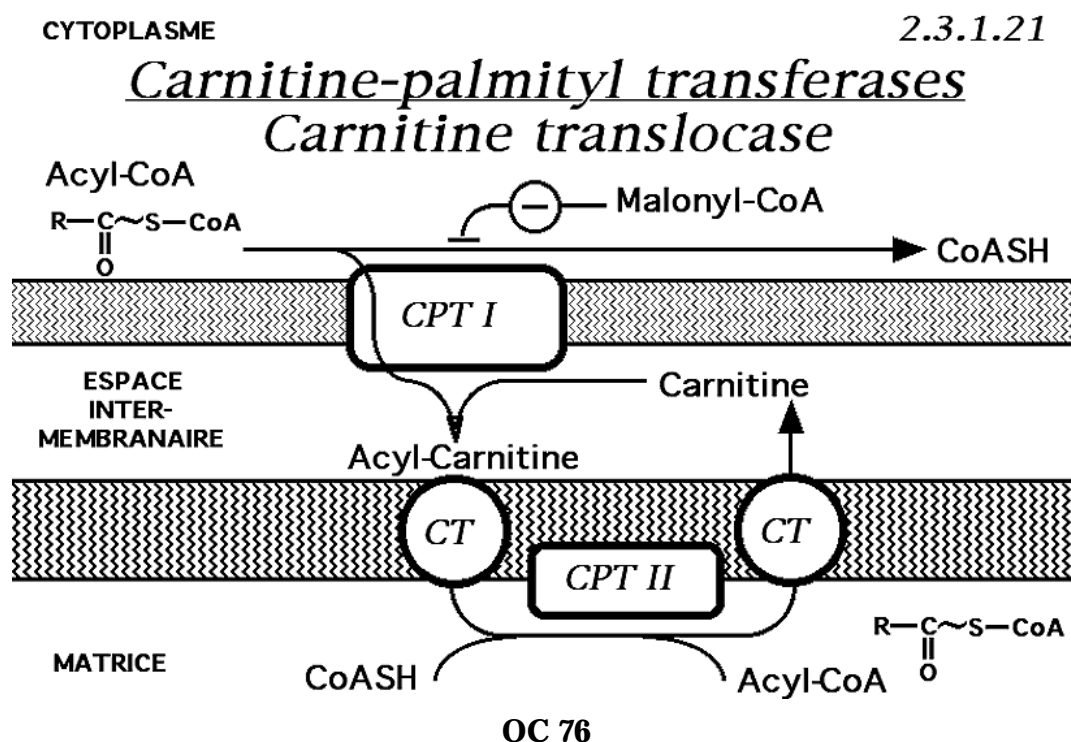 CYTOPLASME
2.3.1.21
Carnitine-palmityl transferases
Carnitine translocase
Acyl-CoA
R—C~S—CoA
O
Malonyl-CoA
CoASH
CPT I
ESPACE
INTER-
MEMBRANAIRE
Carnitine
Acyl-Carnitine
CT
CT
CPT II
R—C~S—CoA
O
MATRICE
CoASH
Acyl-CoA
OC 76